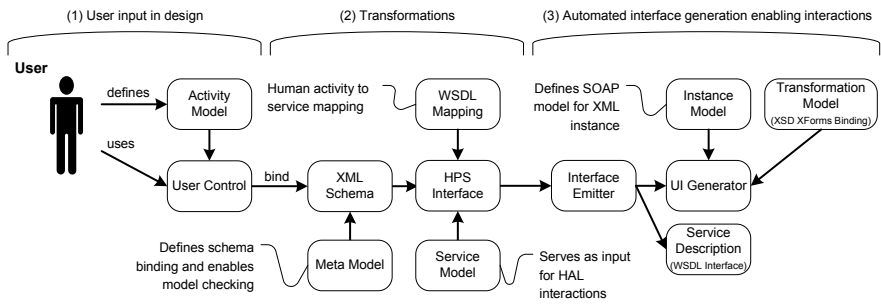 (1) User input in design
(2) Transformations
(3) Automated interface generation enabling interactions
User
defines
uses
Activity
Model
User Control
bind
Human activity to
service mapping
WSDL
Mapping
XML
Schema
HPS
Interface
Defines schema
binding and enables
model checking
Meta Model
Service
Model
Serves as input
for HAL
interactions
Defines SOAP
model for XML
instance
Instance
Model
Transformation
Model
(XSD XForms Binding)
Interface
Emitter
UI Generator
Service
Description
(WSDL Interface)